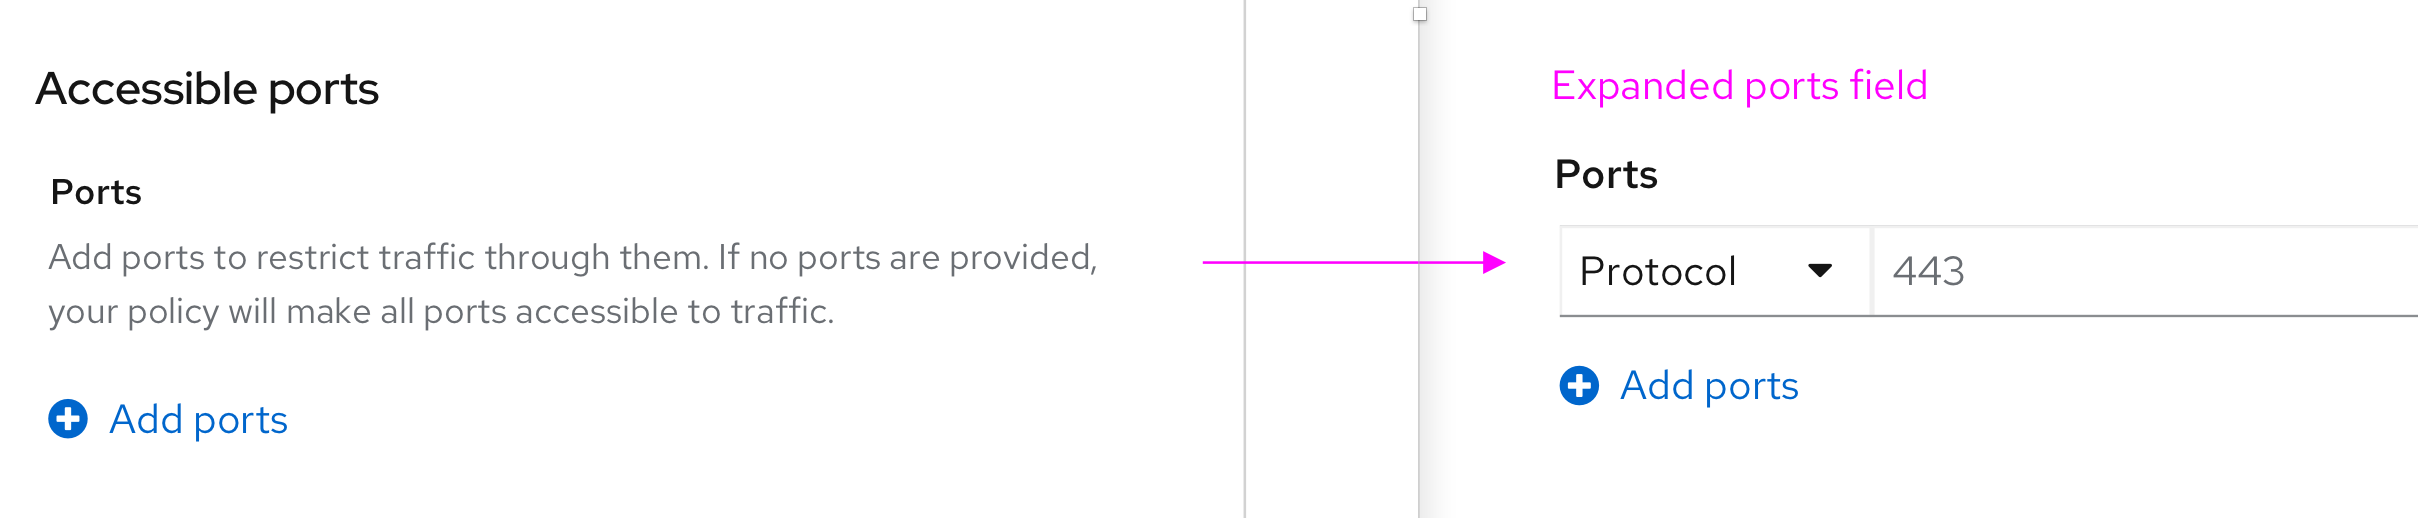 Accessible ports
Ports
Add ports to restrict traffic through them. If no ports are provided,
your policy will make all ports accessible to traffic.
Add ports
Expanded ports field
Ports
Protocol
443
Add ports